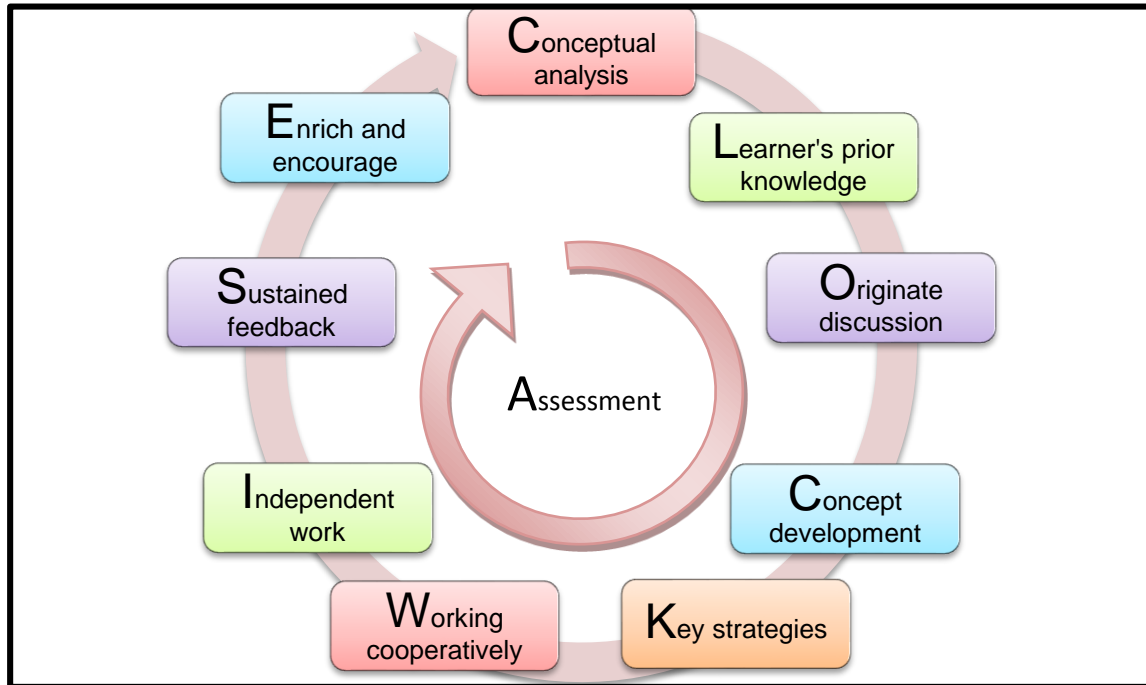 Conceptual
analysis
Learner's prior
knowledge
Originate
discussion
Concept
development
Key strategies
Working
cooperatively
Independent
work
Sustained
feedback
Enrich and
encourage
Assessment